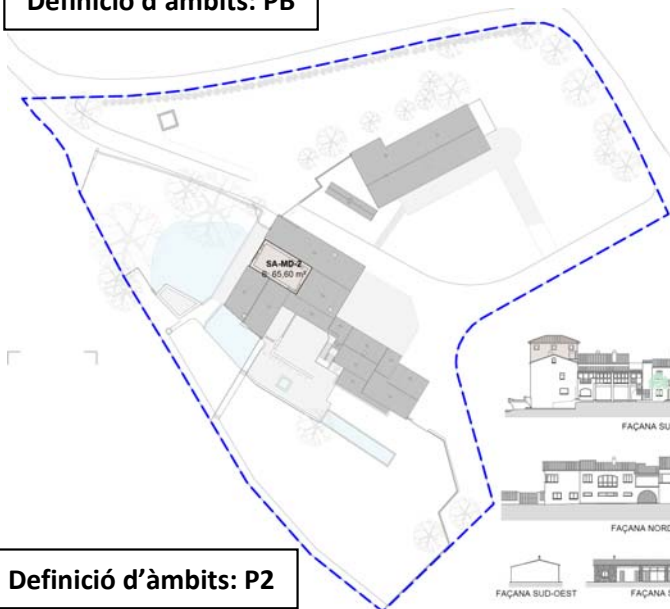 Definició d'àmbits: PB
SA-MD-2
S: 65,60 m²
FAÇANA SU
FAÇANA NORD
Definició d’àmbits: P2
FAÇANA SUD-OEST
FAÇANA